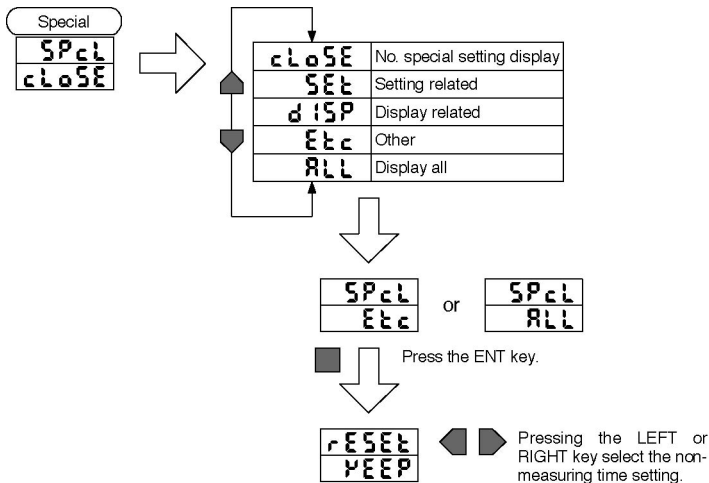 Special
SPcL
cLoSE
cLoSE No. special setting display
SEt Setting related
dISP Display related
Etc Other
ALL Display all
SPcL
Etc
or
SPcL
ALL
Press the ENT key.
rESEt
KEEP
Pressing the LEFT or
RIGHT key select the non-
measuring time setting.